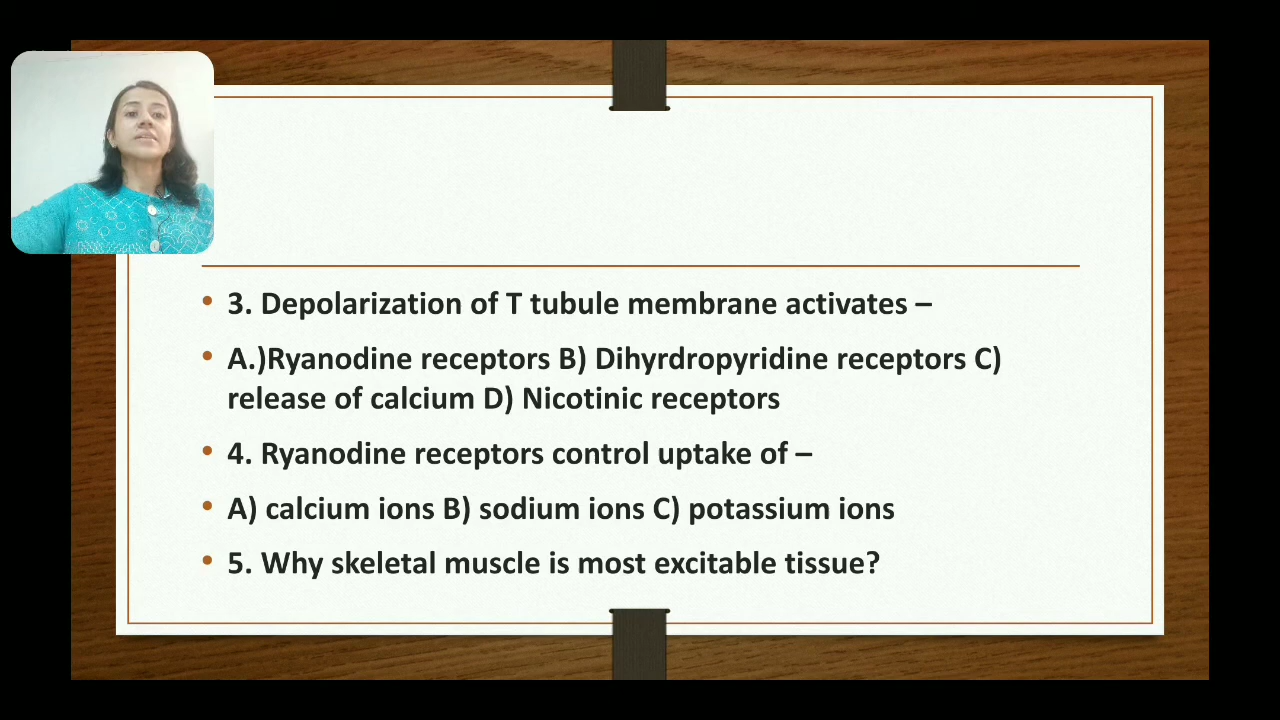 • 3. Depolarization of T tubule membrane activates –
• A.)Ryanodine receptors B) Dihyrdropyridine receptors C)
release of calcium D) Nicotinic receptors
• 4. Ryanodine receptors control uptake of –
• A) calcium ions B) sodium ions C) potassium ions
• 5. Why skeletal muscle is most excitable tissue?